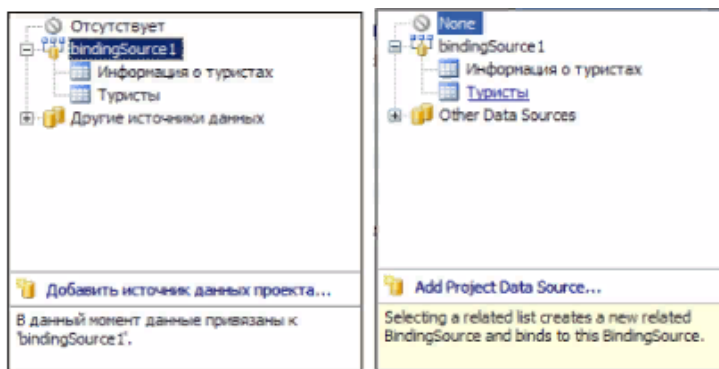 Отсутствует
bindingSource1
Информация о туристах
Туристы
Другие источники данных
Добавить источник данных проекта...
В данный момент данные привязаны к
'bindingSource1'.
None
bindingSource1
Информация о туристах
Туристы
Other Data Sources
Add Project Data Source...
Selecting a related list creates a new related
BindingSource and binds to this BindingSource.